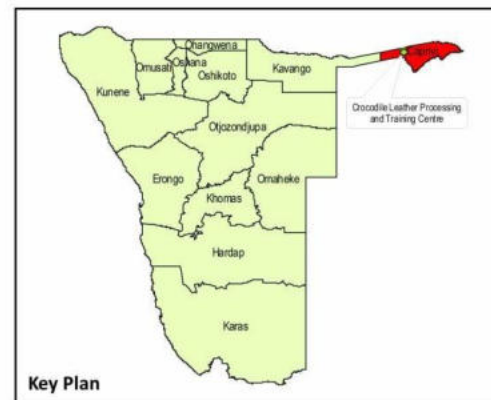 Ohangwena
Oshana
Caprivi
Omusati
Oshikoto
Kavango
Kunene
Crocodile Leather Processing
and Training Centre
Otjozondjupa
Erongo
Omaheke
Khomas
Hardap
Karas
Key Plan